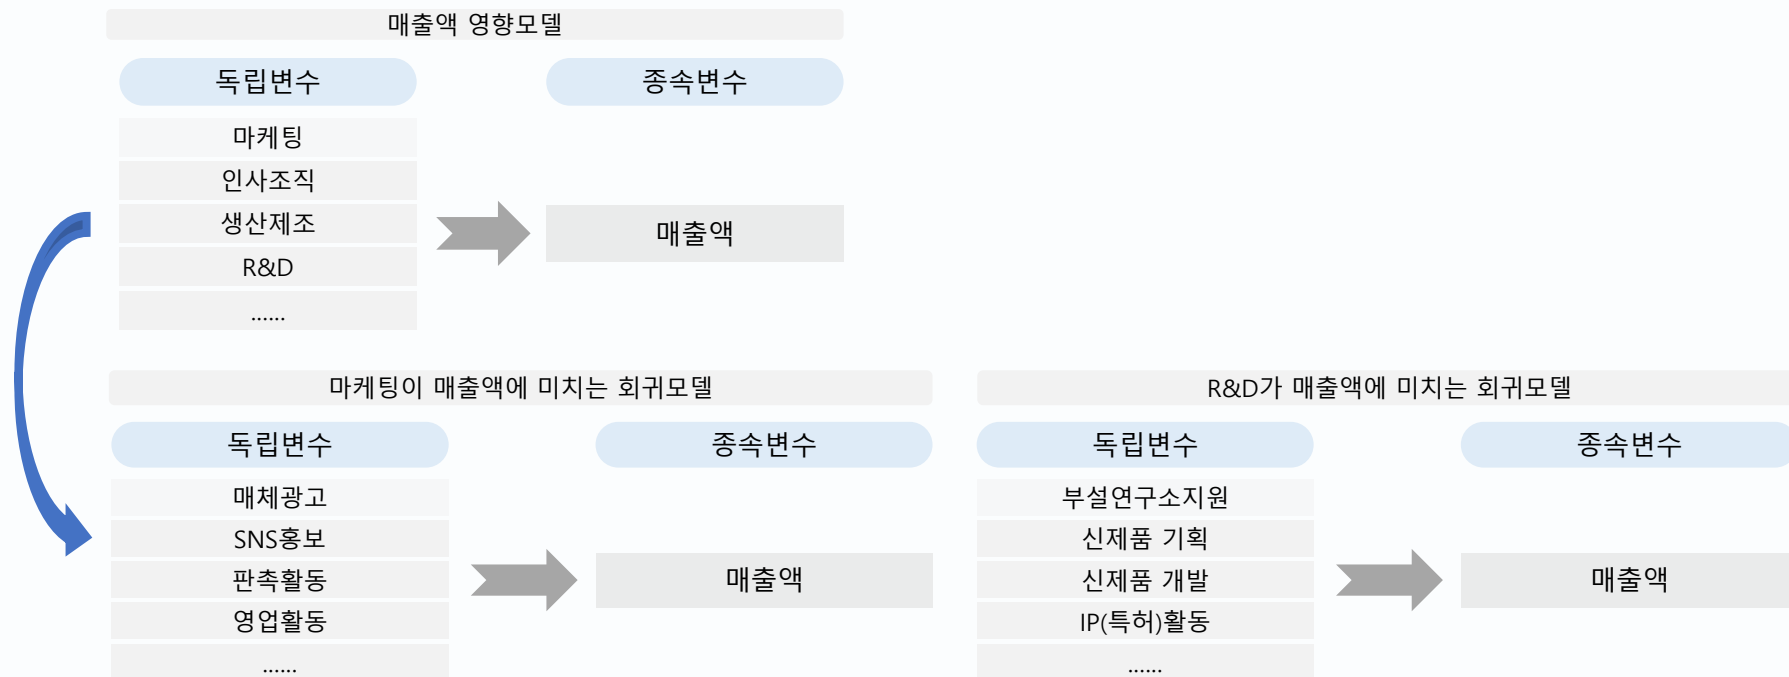 매출액 영향모델
독립변수
종속변수
마케팅
인사조직
생산제조
R&D
......
매출액
마케팅이 매출액에 미치는 회귀모델
독립변수
종속변수
매체광고
SNS홍보
판촉활동
영업활동
......
매출액
R&D가 매출액에 미치는 회귀모델
독립변수
종속변수
부설연구소지원
신제품 기획
신제품 개발
IP(특허)활동
......
매출액